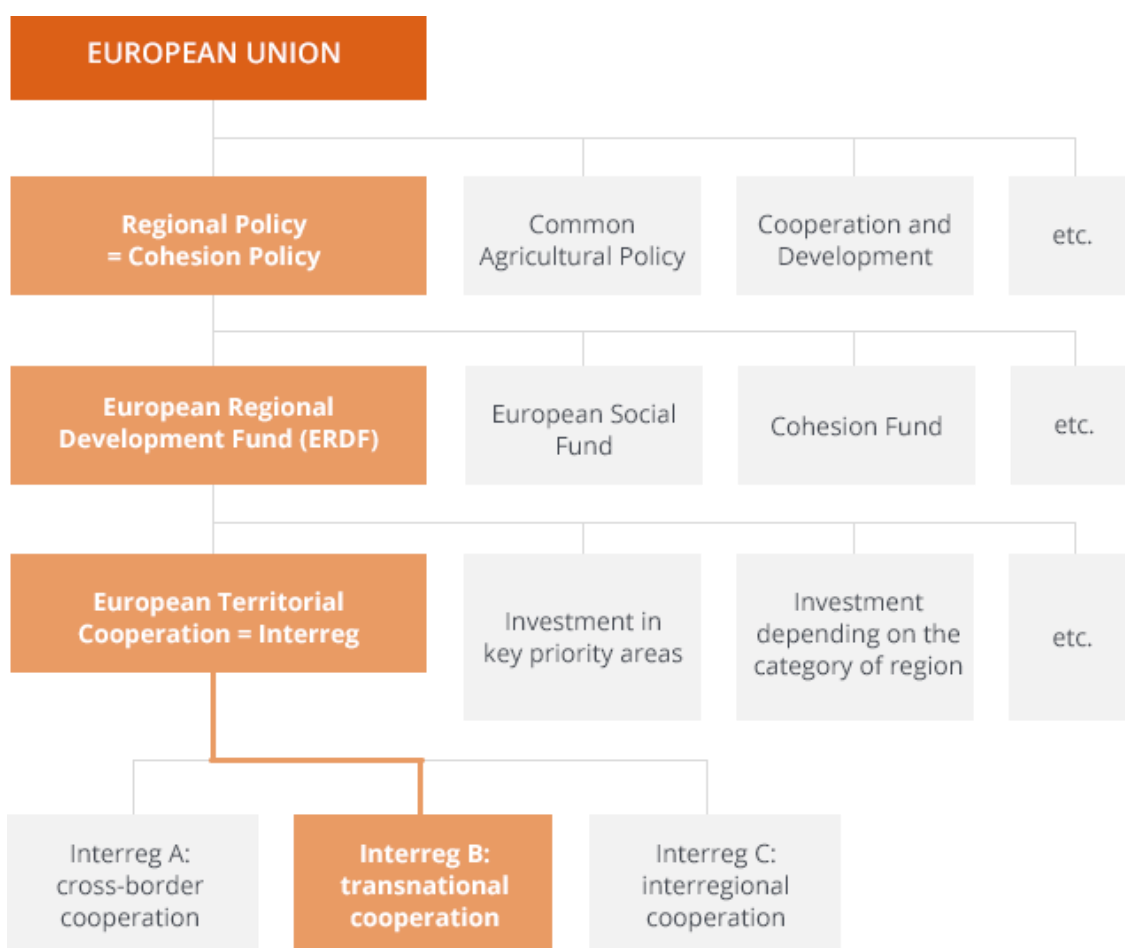 EUROPEAN UNION
Regional Policy
= Cohesion Policy
Common
Agricultural Policy
Cooperation and
Development
etc.
European Regional
Development Fund (ERDF)
European Social
Fund
Cohesion Fund
etc.
European Territorial
Cooperation = Interreg
Investment in
key priority areas
Investment
depending on the
category of region
etc.
Interreg A:
cross-border
cooperation
Interreg B:
transnational
cooperation
Interreg C:
interregional
cooperation